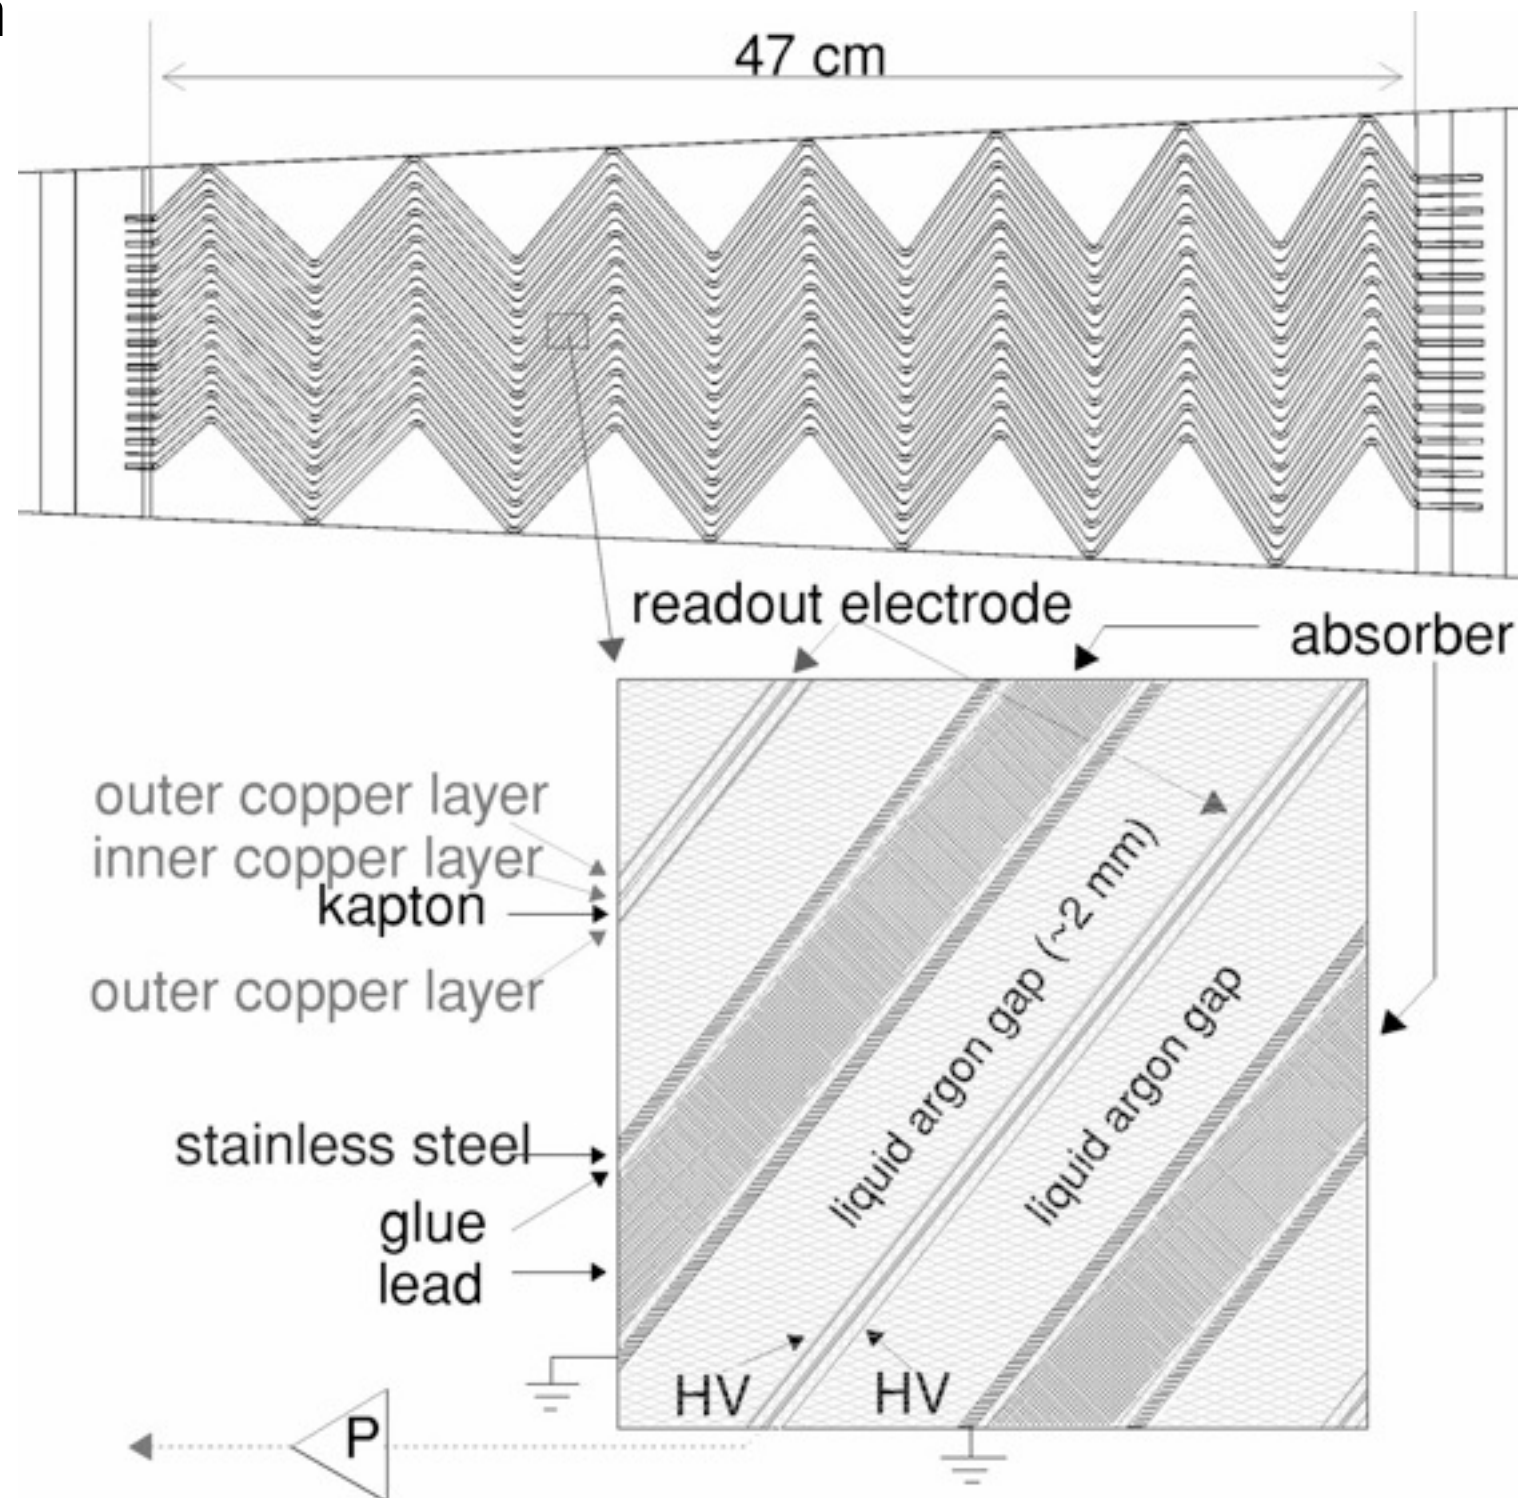 47 cm
readout electrode
absorber
outer copper layer
inner copper layer
kapton
outer copper layer
liquid argon gap (~2 mm)
liquid argon gap
stainless steel
glue
lead
HV
HV
P